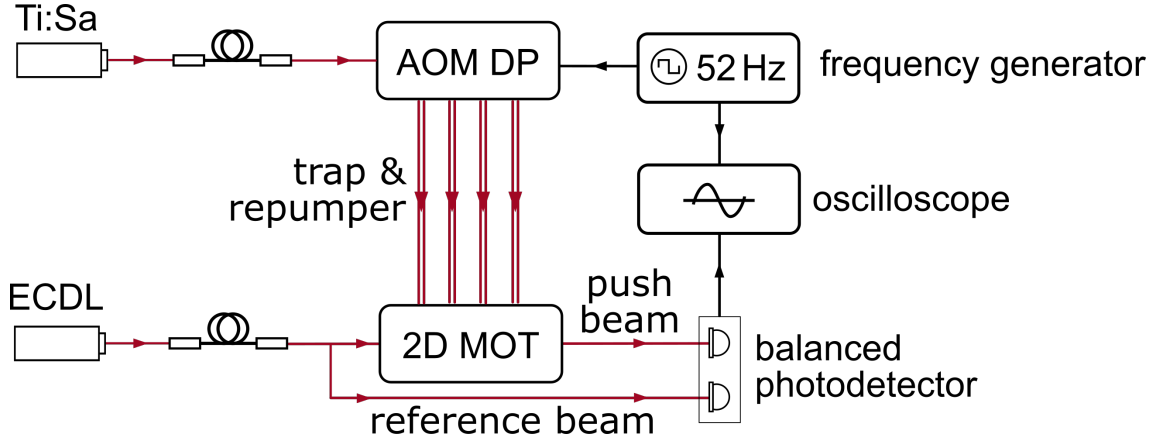 Ti:Sa
AOM DP
52 Hz
frequency generator
trap &
repumper
oscilloscope
ECDL
2D MOT
push
beam
balanced
photodetector
reference beam